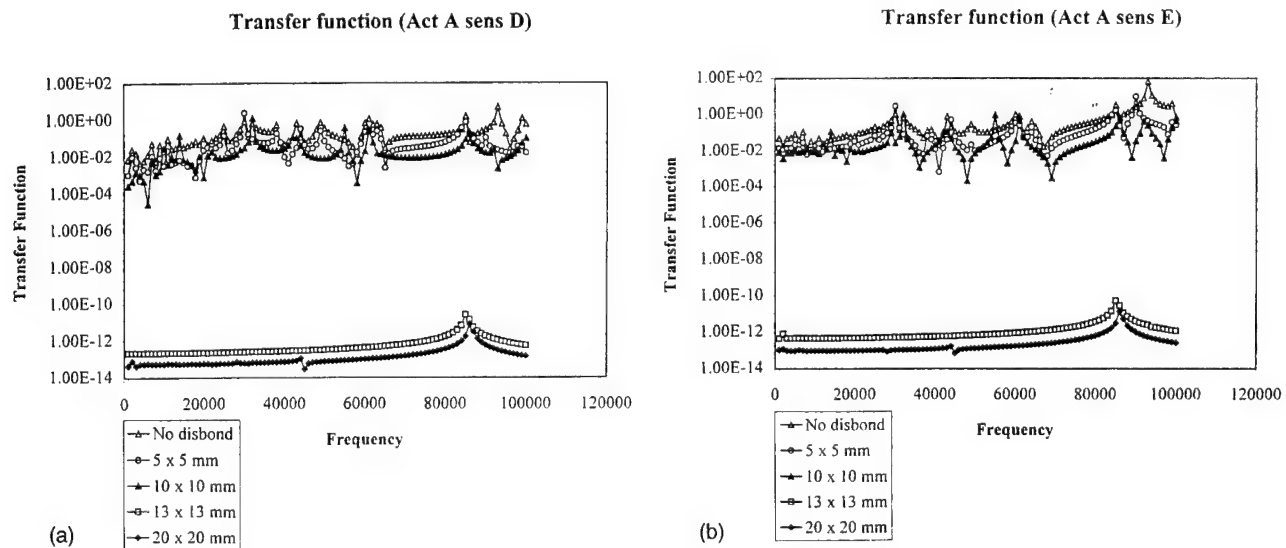 Transfer function (Act A sens D)
1.00E+02
1.00E+00
1.00E-02
1.00E-04
1.00E-06
1.00E-08
1.00E-10
1.00E-12
1.00E-14
Transfer Function
0 20000 40000 60000 80000 100000 120000
Frequency
No disbond
5 x 5 mm
10 x 10 mm
13 x 13 mm
20 x 20 mm
(a)
Transfer function (Act A sens E)
1.00E+02
1.00E+00
1.00E-02
1.00E-04
1.00E-06
1.00E-08
1.00E-10
1.00E-12
1.00E-14
Transfer Function
0 20000 40000 60000 80000 100000 120000
Frequency
No disbond
5 x 5 mm
10 x 10 mm
13 x 13 mm
20 x 20 mm
(b)